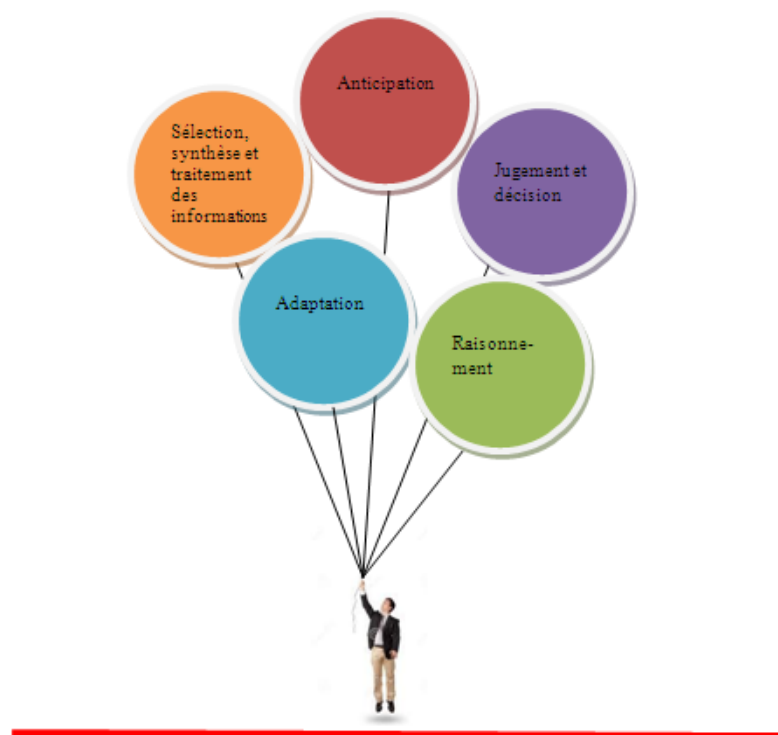 Anticipation
Sélection,
synthèse et
traitement
des
informations
Jugement et
décision
Adaptation
Raisonne-
ment